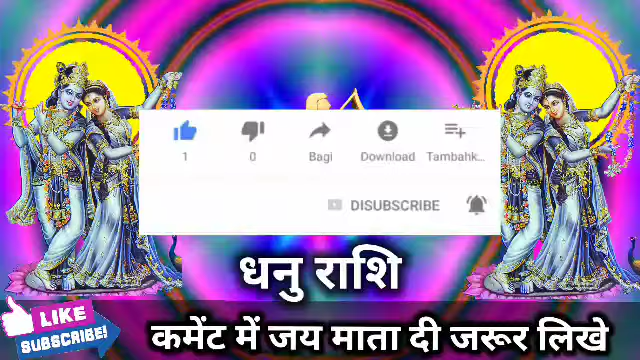 1 0 Bagi Download Tambahk...
DISUBSCRIBE
धनु राशि
LIKE
SUBSCRIBE!
कमेंट में जय माता दी जरूर लिखे